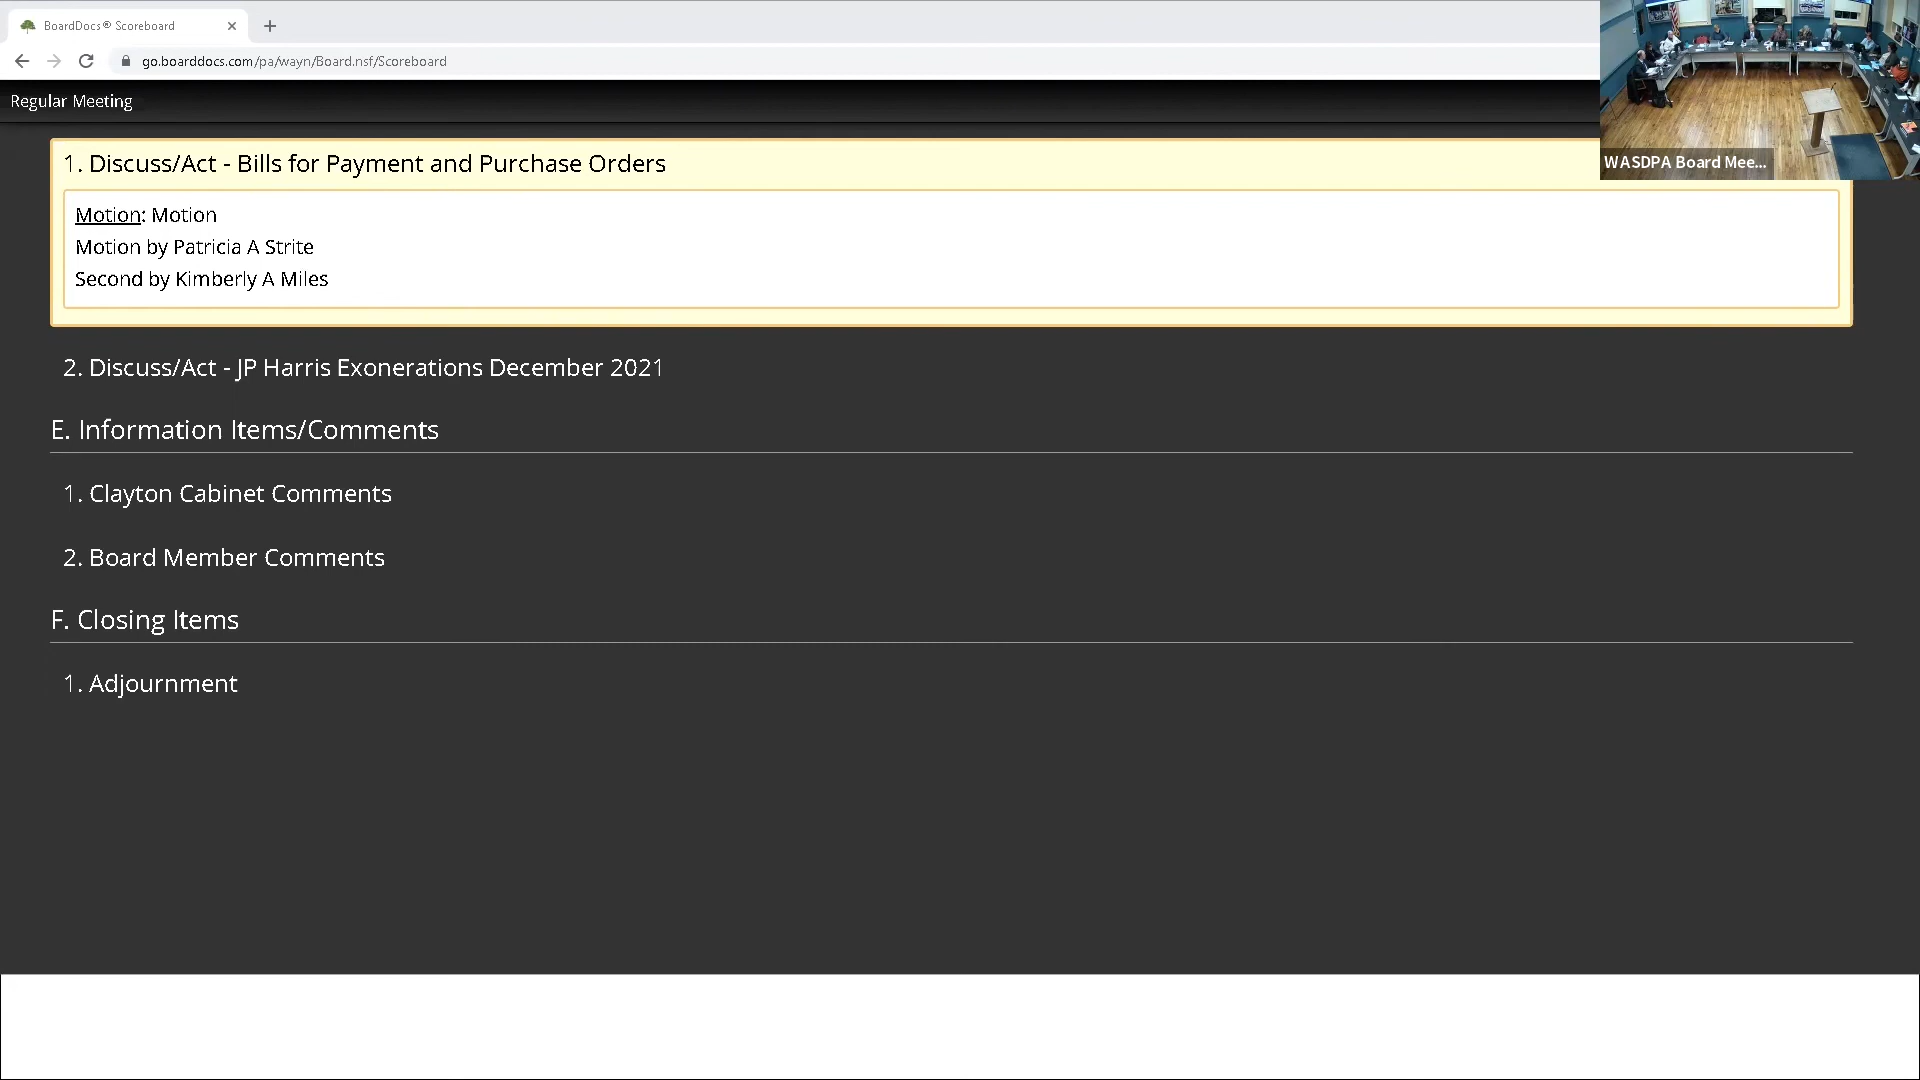 BoardDocs® Scoreboard
go.boarddocs.com/pa/wayn/Board.nsf/Scoreboard
Regular Meeting
WASDPA Board Mee...
1. Discuss/Act - Bills for Payment and Purchase Orders
Motion: Motion
Motion by Patricia A Strite
Second by Kimberly A Miles
2. Discuss/Act - JP Harris Exonerations December 2021
E. Information Items/Comments
1. Clayton Cabinet Comments
2. Board Member Comments
F. Closing Items
1. Adjournment